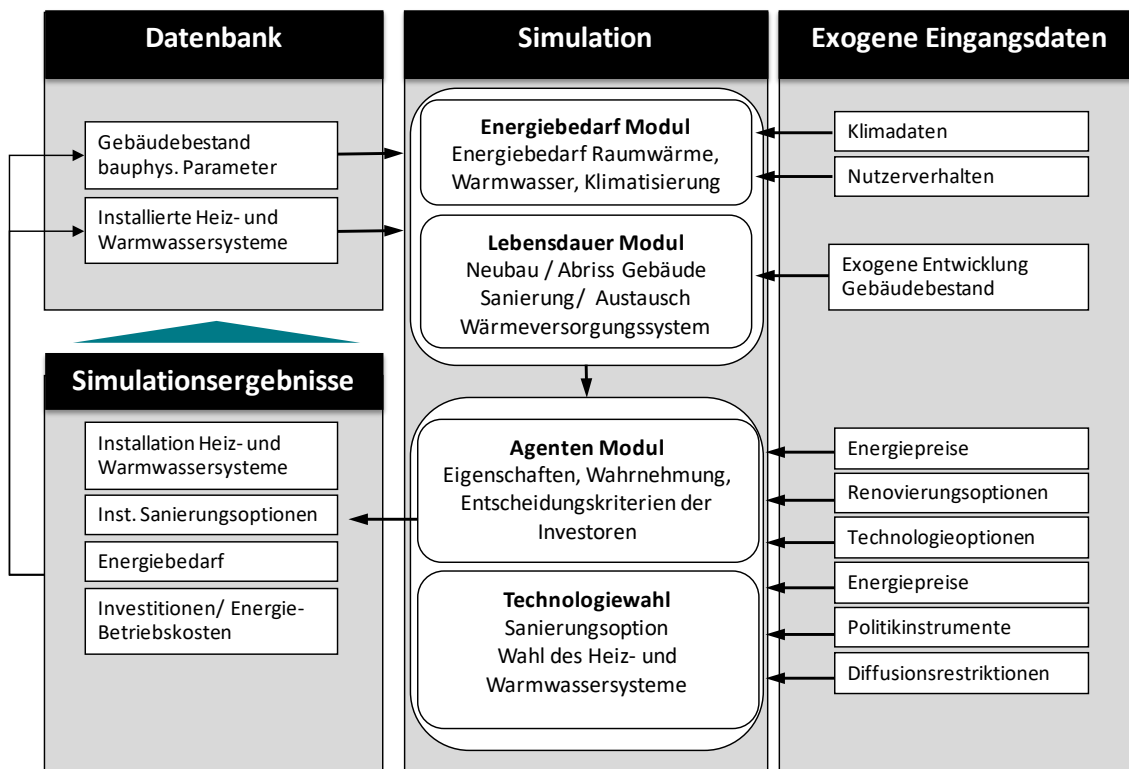 Datenbank
Gebäudebestand
bauphys. Parameter
Installierte Heiz- und
Warmwassersysteme
Simulationsergebnisse
Installation Heiz- und
Warmwassersysteme
Inst. Sanierungsoptionen
Energiebedarf
Investitionen/ Energie-
Betriebskosten
Simulation
Energiebedarf Modul
Energiebedarf Raumwärme,
Warmwasser, Klimatisierung
Lebensdauer Modul
Neubau / Abriss Gebäude
Sanierung/ Austausch
Wärmeversorgungssystem
Agenten Modul
Eigenschaften, Wahrnehmung,
Entscheidungskriterien der
Investoren
Technologiewahl
Sanierungsoption
Wahl des Heiz- und
Warmwassersysteme
Exogene Eingangsdaten
Klimadaten
Nutzerverhalten
Exogene Entwicklung
Gebäudebestand
Energiepreise
Renovierungsoptionen
Technologieoptionen
Energiepreise
Politikinstrumente
Diffusionsrestriktionen